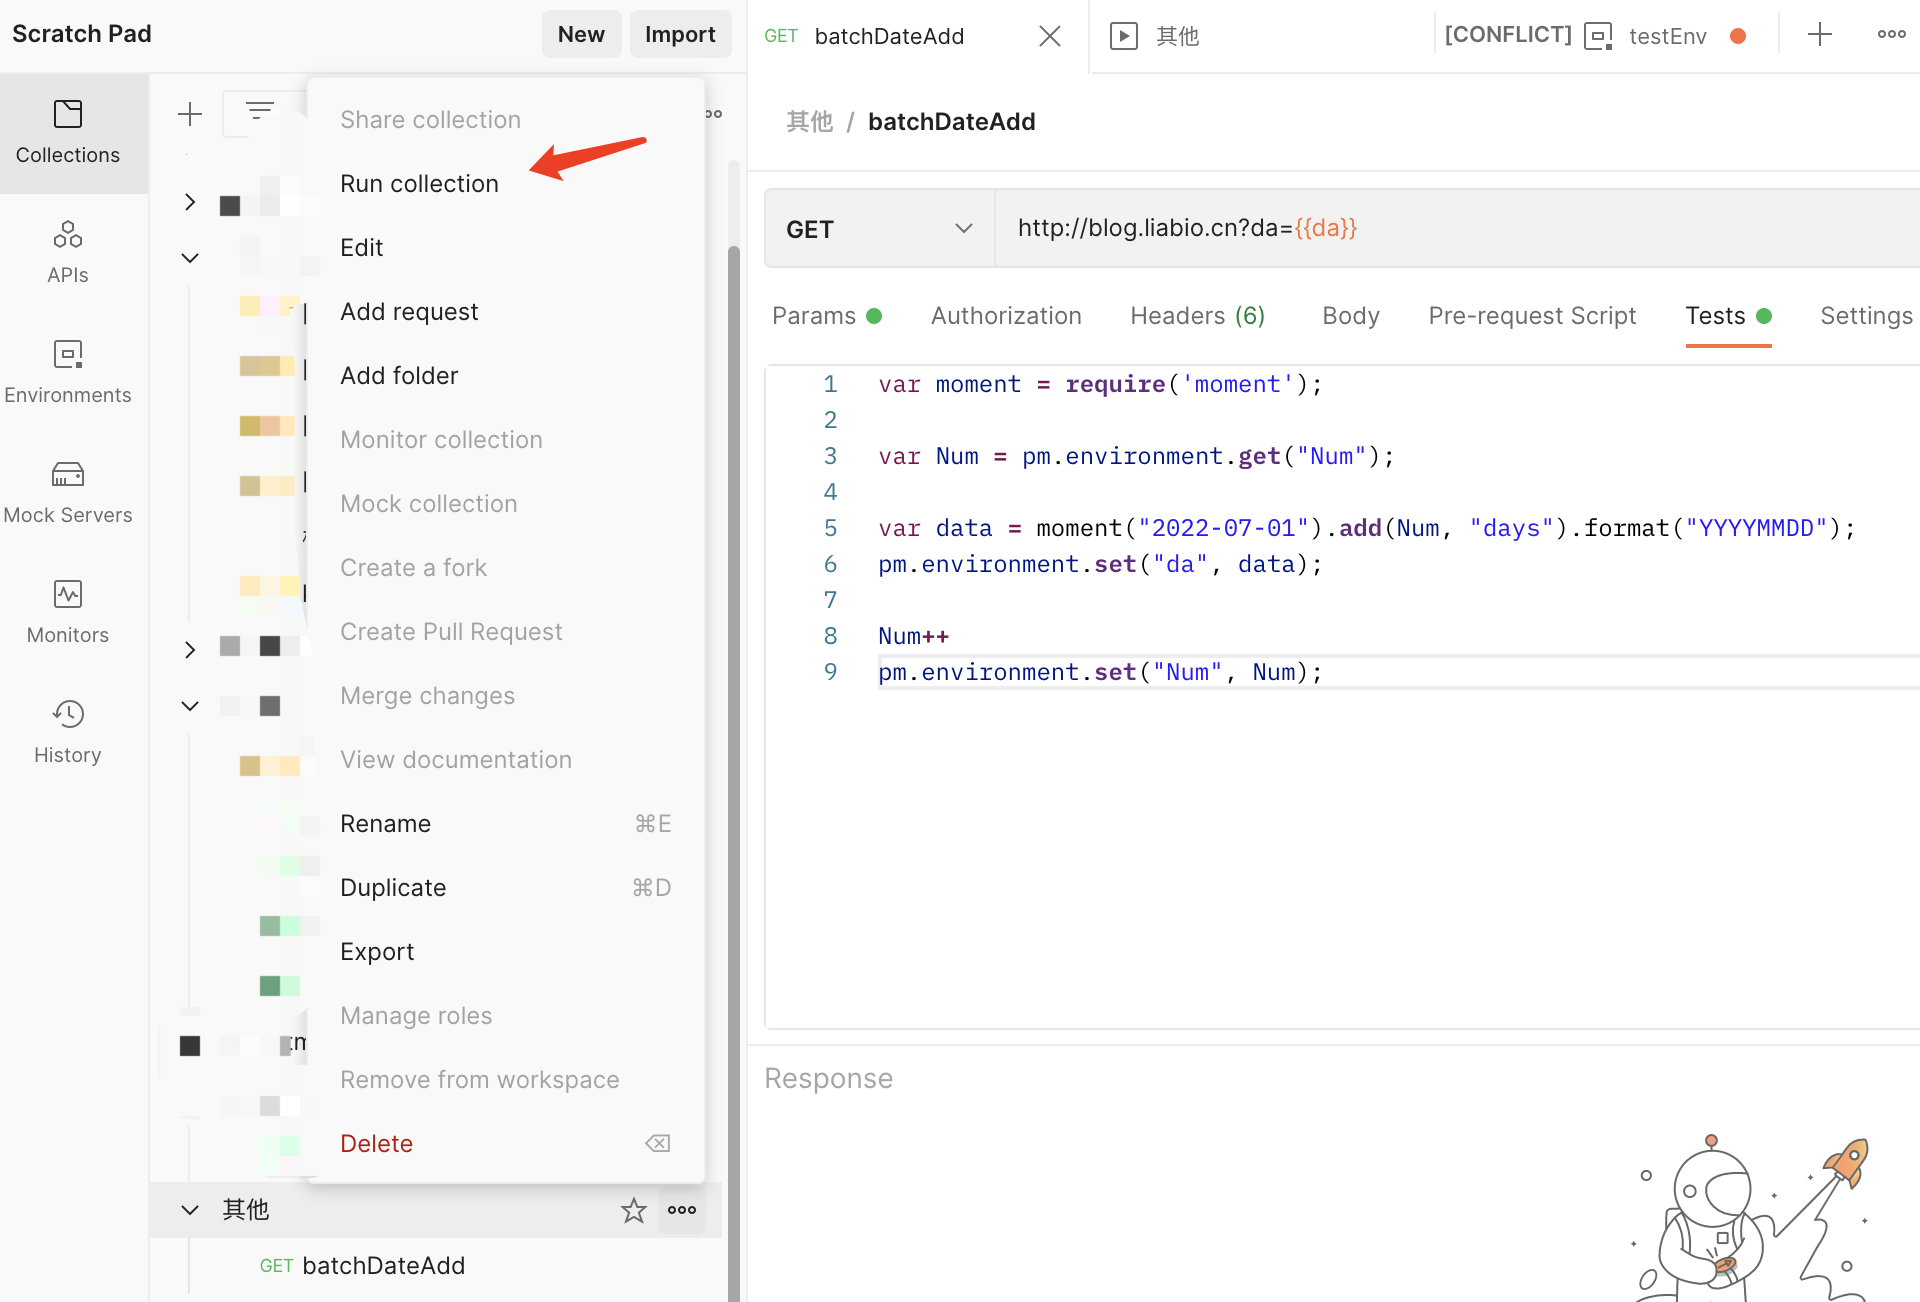 Scratch Pad
New
Import
Collections
APIs
Environments
Mock Servers
Monitors
History
Share collection
Run collection
Edit
Add request
Add folder
Monitor collection
Mock collection
Create a fork
Create Pull Request
Merge changes
View documentation
Rename ⌘E
Duplicate ⌘D
Export
Manage roles
Remove from workspace
Delete
其他
GET batchDateAdd
GET batchDateAdd
其他
[CONFLICT] testEnv
其他 / batchDateAdd
GET
http://blog.liabio.cn?da={{da}}
Params
Authorization
Headers (6)
Body
Pre-request Script
Tests
Settings
1 var moment = require('moment');
2
3 var Num = pm.environment.get("Num");
4
5 var data = moment("2022-07-01").add(Num, "days").format("YYYYMMDD");
6 pm.environment.set("da", data);
7
8 Num++
9 pm.environment.set("Num", Num);
Response